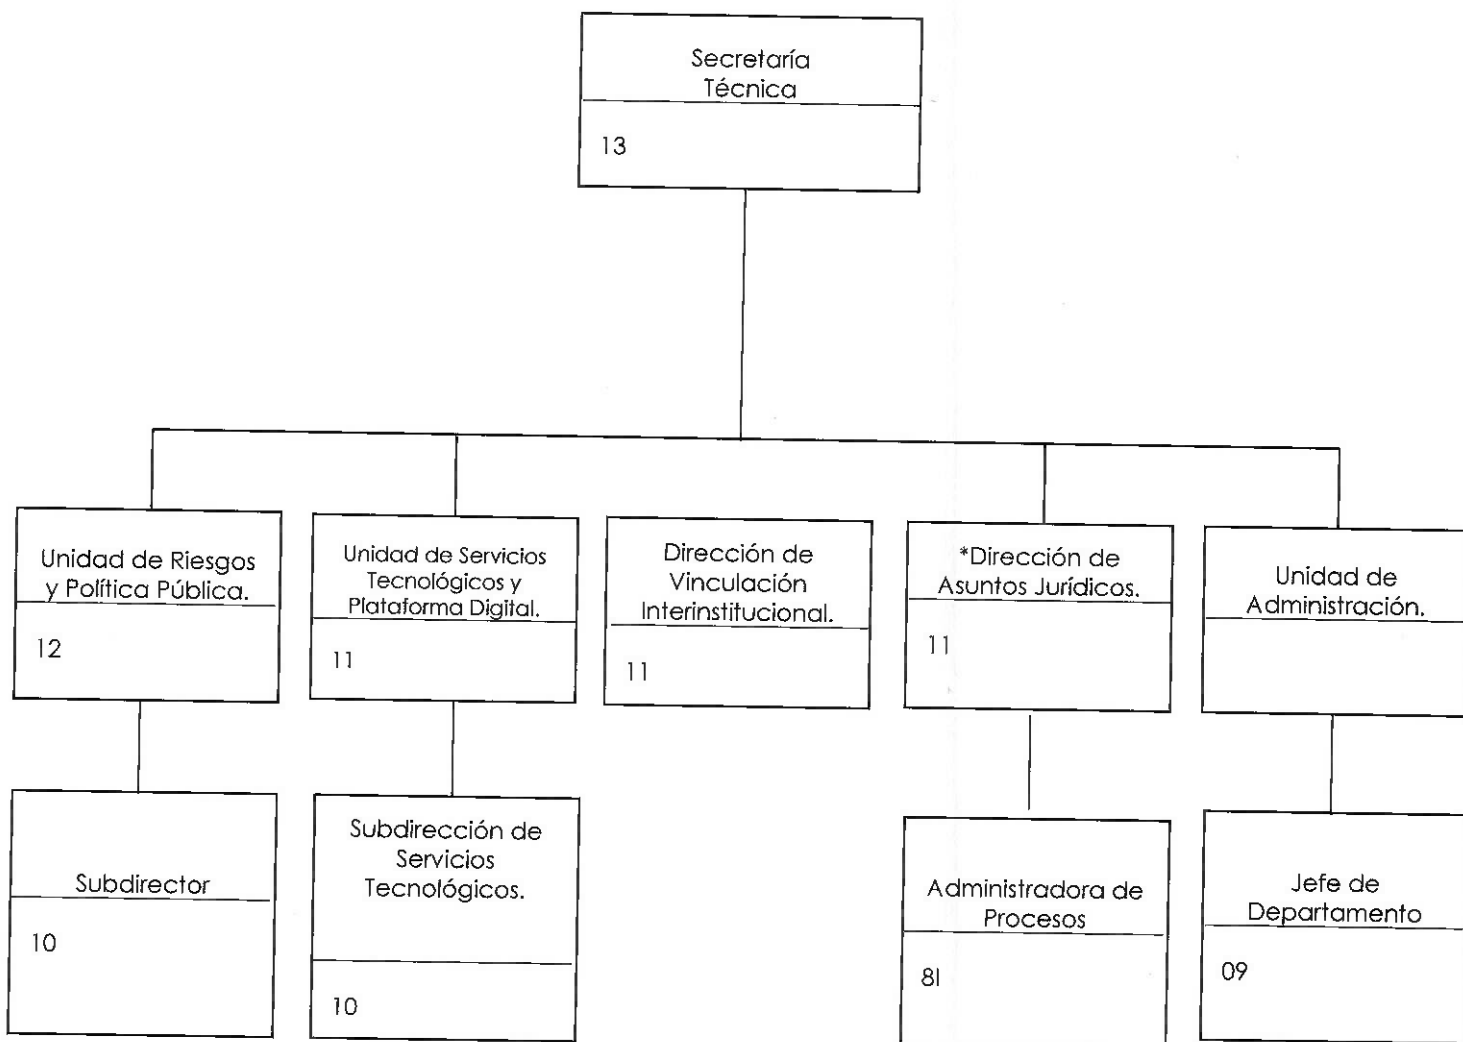 Secretaría
Técnica
13
Unidad de Riesgos
y Política Pública.
12
Unidad de Servicios
Tecnológicos y
Plataforma Digital.
11
Dirección de
Vinculación
Interinstitucional.
11
*Dirección de
Asuntos Jurídicos.
11
Unidad de
Administración.
Subdirector
10
Subdirección de
Servicios
Tecnológicos.
10
Administradora de
Procesos
8I
Jefe de
Departamento
09